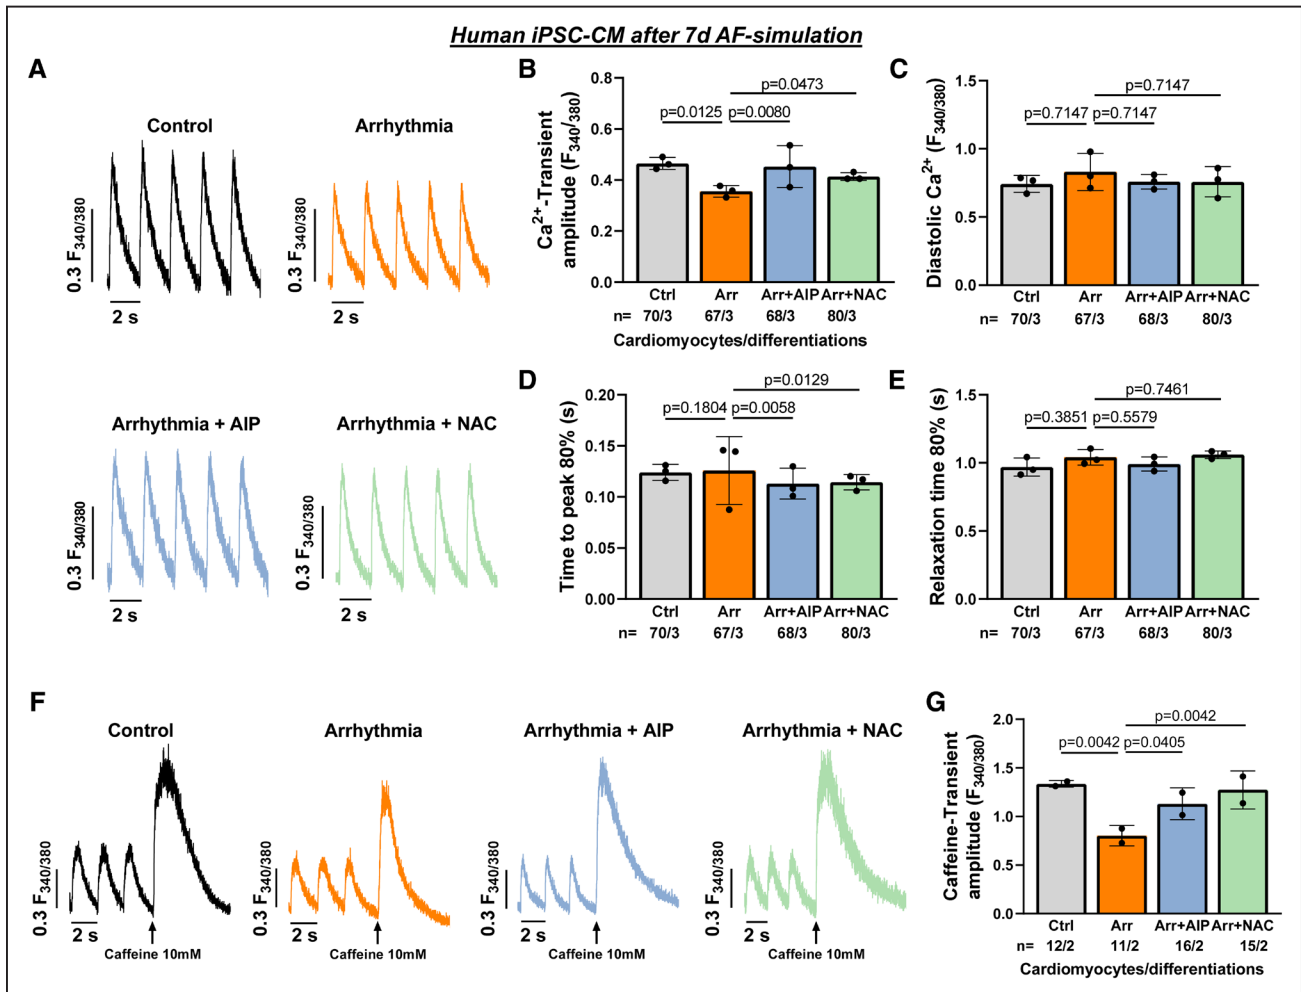 Human iPSC-CM after 7d AF-simulation
A
Control
Arrhythmia
0.3 F340/380
2 s
0.3 F340/380
2 s
Arrhythmia + AIP
Arrhythmia + NAC
0.3 F340/380
2 s
0.3 F340/380
2 s
B
Ca2+-Transient
amplitude (F340/380)
0.8
0.6
0.4
0.2
0.0
p=0.0473
p=0.0125
p=0.0080
Ctrl Arr Arr+AIP Arr+NAC
n= 70/3 67/3 68/3 80/3
Cardiomyocytes/differentiations
C
Diastolic Ca2+ (F340/380)
1.5
1.0
0.5
0.0
p=0.7147
p=0.7147
p=0.7147
Ctrl Arr Arr+AIP Arr+NAC
n= 70/3 67/3 68/3 80/3
D
Time to peak 80% (s)
0.20
0.15
0.10
0.05
0.00
p=0.0129
p=0.1804
p=0.0058
Ctrl Arr Arr+AIP Arr+NAC
n= 70/3 67/3 68/3 80/3
E
Relaxation time 80% (s)
1.5
1.0
0.5
0.0
p=0.7461
p=0.3851
p=0.5579
Ctrl Arr Arr+AIP Arr+NAC
n= 70/3 67/3 68/3 80/3
F
Control
Arrhythmia
Arrhythmia + AIP
Arrhythmia + NAC
0.3 F340/380
2 s
Caffeine 10mM
0.3 F340/380
2 s
Caffeine 10mM
0.3 F340/380
2 s
Caffeine 10mM
0.3 F340/380
2 s
Caffeine 10mM
G
Caffeine-Transient
amplitude (F340/380)
2.0
1.5
1.0
0.5
0.0
p=0.0042
p=0.0042
p=0.0405
Ctrl Arr Arr+AIP Arr+NAC
n= 12/2 11/2 16/2 15/2
Cardiomyocytes/differentiations